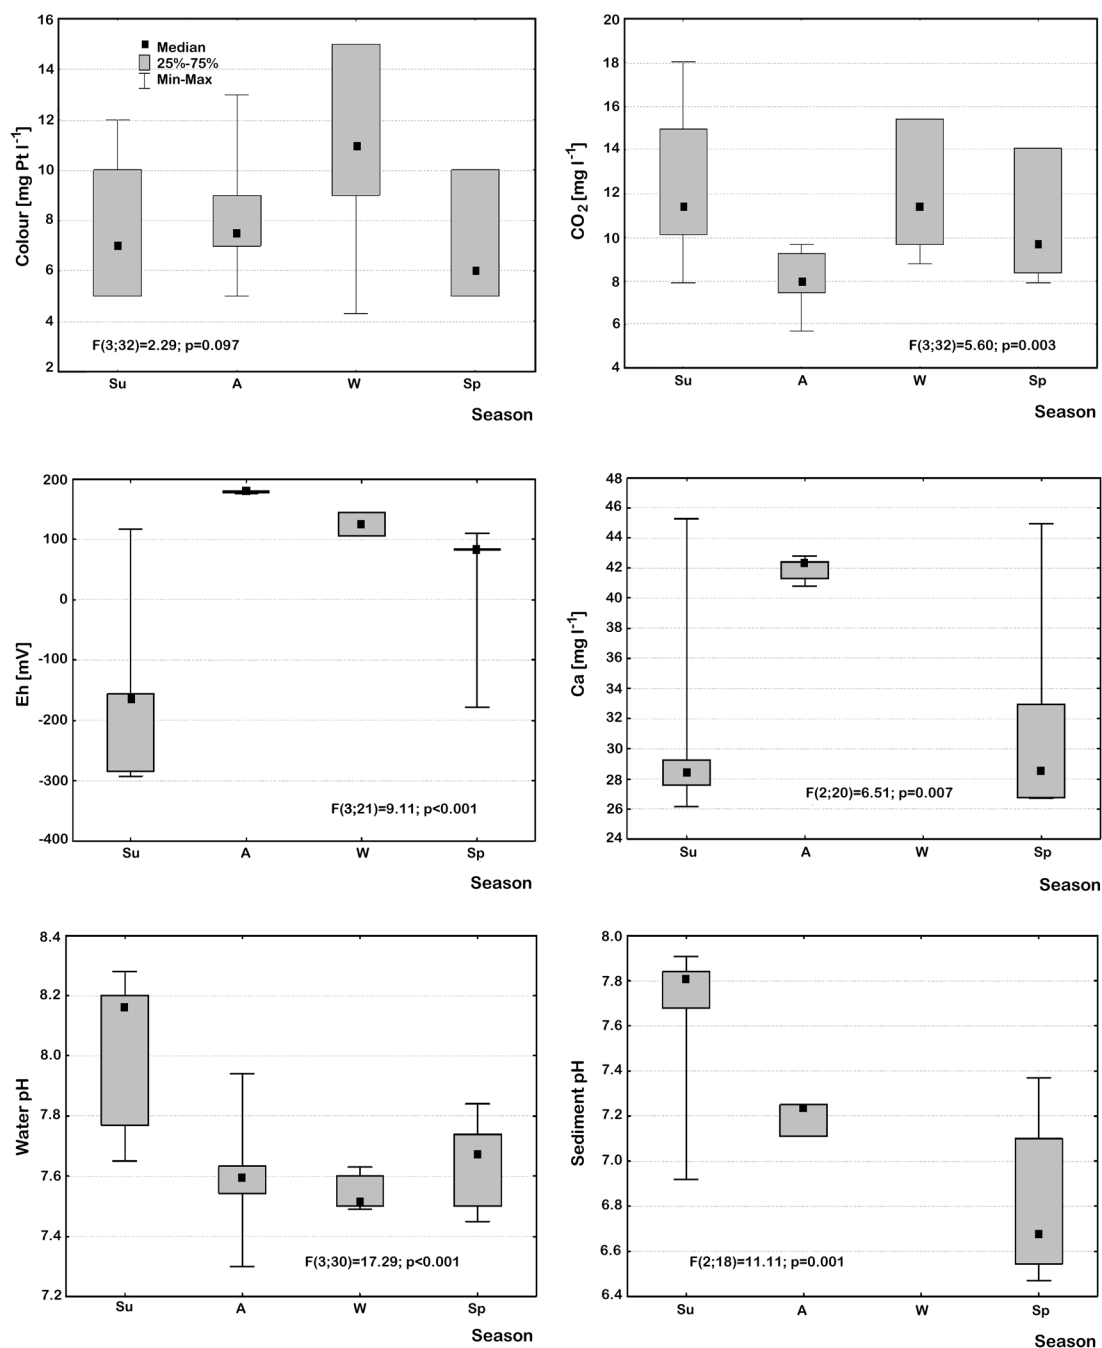 16
14
12
10
8
6
4
2
Colour [mg Pt l⁻¹]
Median
25%-75%
Min-Max
F(3;32)=2.29; p=0.097
Su A W Sp
Season
20
18
16
14
12
10
8
6
4
CO₂ [mg l⁻¹]
F(3;32)=5.60; p=0.003
Su A W Sp
Season
200
100
0
-100
-200
-300
-400
Eh [mV]
F(3;21)=9.11; p<0.001
Su A W Sp
Season
48
46
44
42
40
38
36
34
32
30
28
26
24
Ca [mg l⁻¹]
F(2;20)=6.51; p=0.007
Su A W Sp
Season
8.4
8.2
8.0
7.8
7.6
7.4
7.2
Water pH
F(3;30)=17.29; p<0.001
Su A W Sp
Season
8.0
7.8
7.6
7.4
7.2
7.0
6.8
6.6
6.4
Sediment pH
F(2;18)=11.11; p=0.001
Su A W Sp
Season